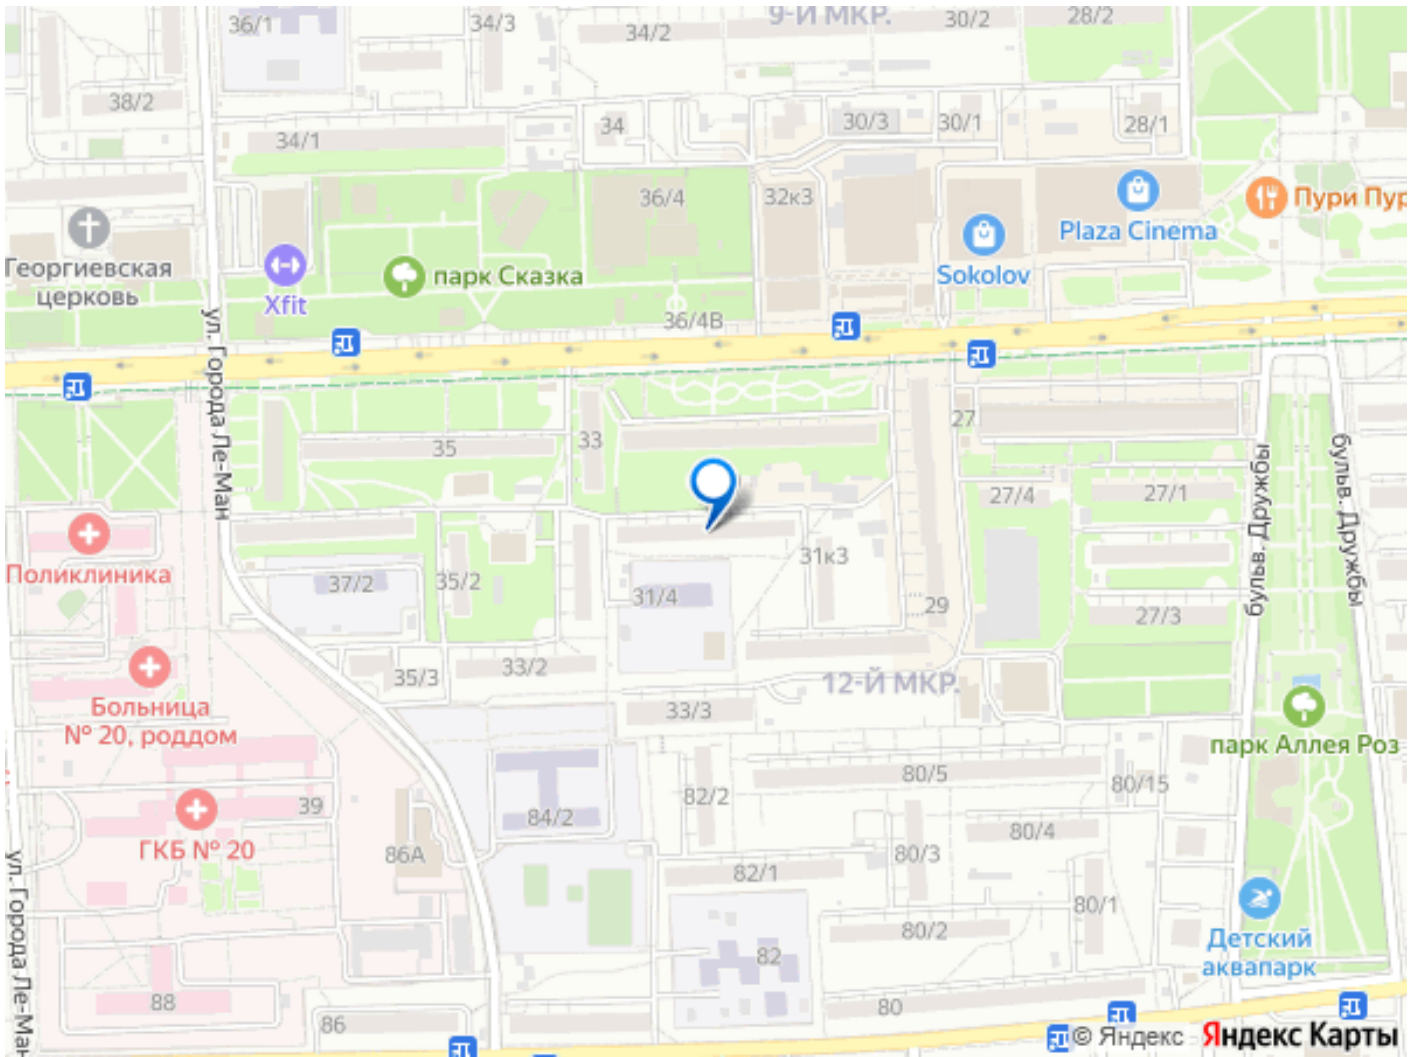 36/1
34/3
34/2
9-Й МКР.
30/2
28/2
38/2
34/1
34
30/3
30/1
28/1
36/4
32к3
Plaza Cinema
Пури Пур
Георгиевская
церковь
Xfit
парк Сказка
Sokolov
36/4В
ул. Города Ле-Ман
35
33
27
бульв. Дружбы
бульв. Дружбы
27/4
27/1
Поликлиника
37/2
35/2
31/4
31к3
29
27/3
35/3
33/2
12-Й МКР.
Больница
№ 20, роддом
33/3
парк Аллея Роз
80/5
80/15
82/2
39
84/2
80/4
ГКБ № 20
86А
80/3
82/1
ул. Города Ле-Ман
80/1
80/2
Детский
аквапарк
82
88
86
80
© Яндекс Яндекс Карты